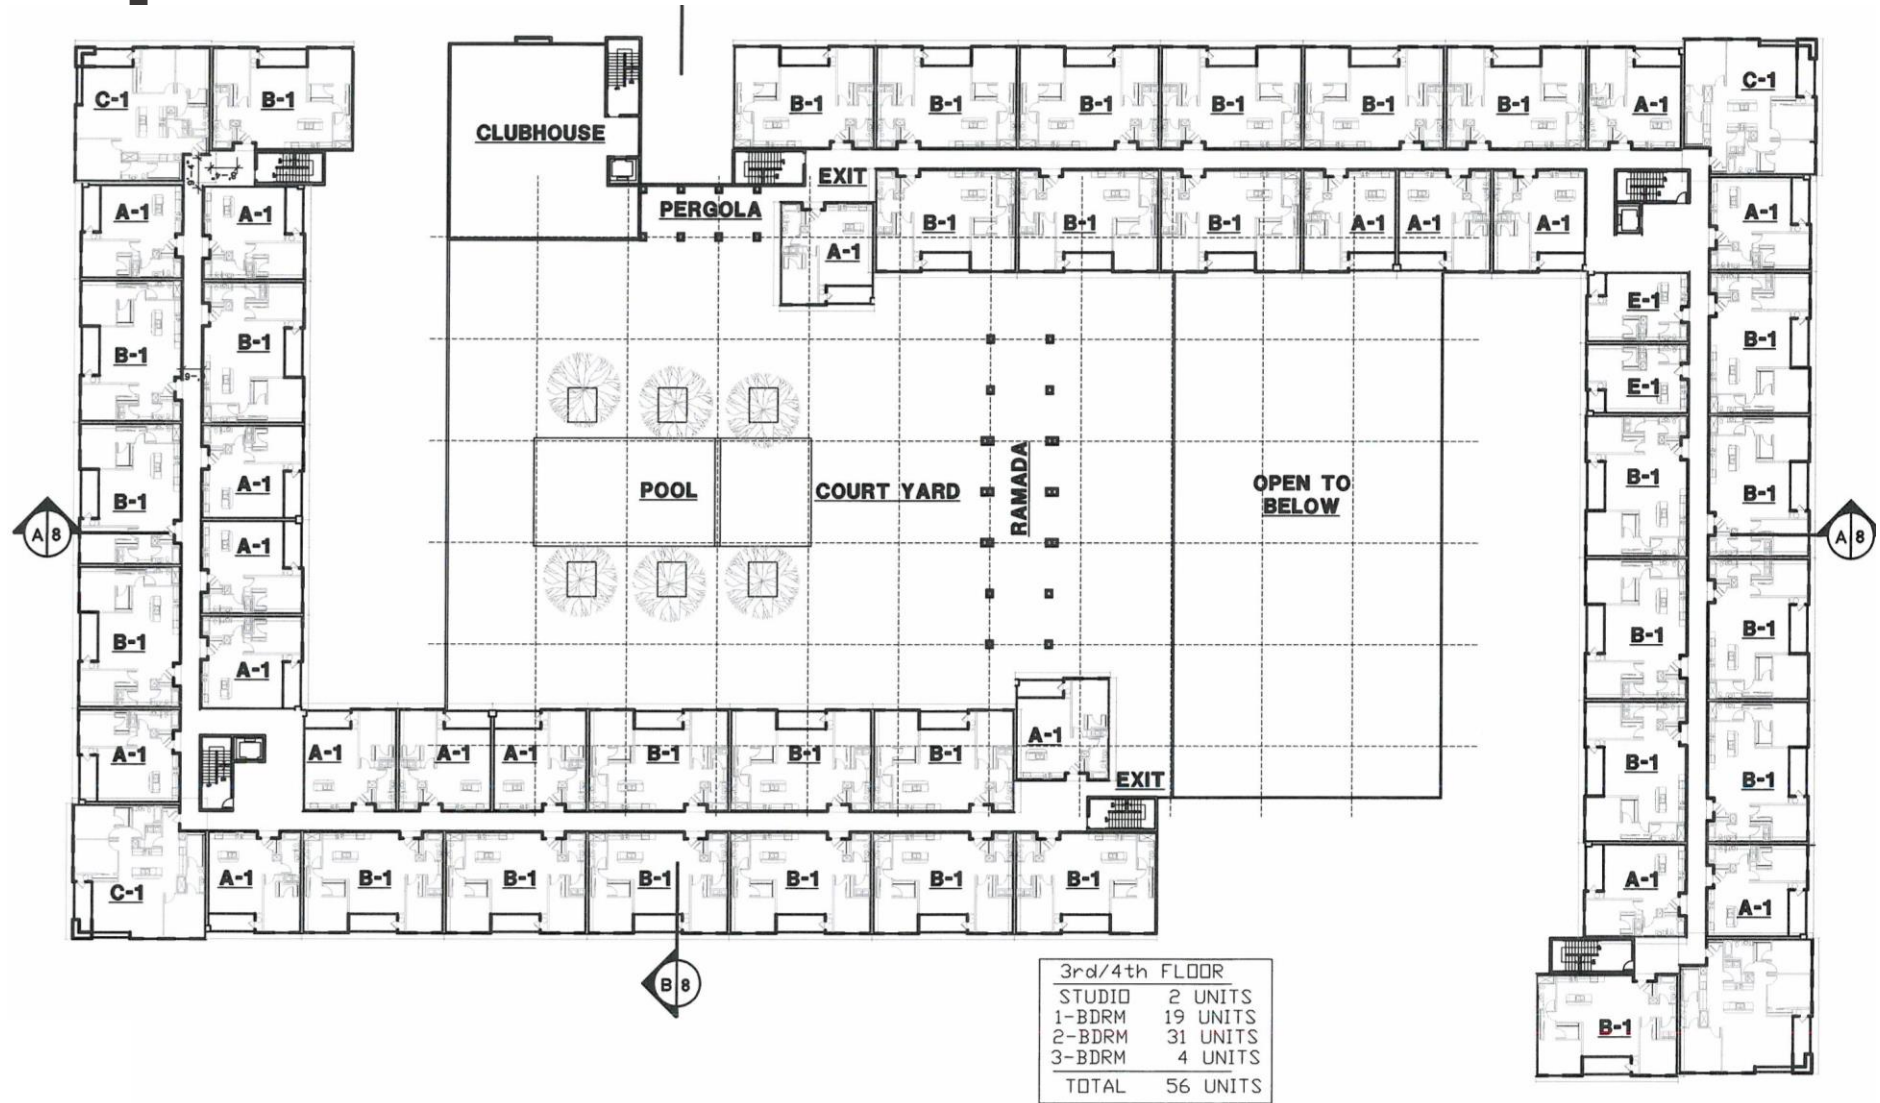 C-1
B-1
CLUBHOUSE
B-1
B-1
B-1
B-1
B-1
B-1
A-1
C-1
EXIT
PERGOLA
A-1
A-1
B-1
B-1
B-1
A-1
A-1
A-1
A-1
A-1
E-1
B-1
B-1
B-1
E-1
B-1
A-1
POOL
COURT YARD
RAMADA
OPEN TO
BELOW
B-1
B-1
A 8
A-1
A 8
B-1
A-1
B-1
B-1
A-1
A-1
A-1
A-1
B-1
B-1
B-1
A-1
EXIT
B-1
B-1
C-1
A-1
B-1
B-1
B-1
B-1
B-1
B-1
A-1
A-1
B 8
B-1
3rd/4th FLOOR
STUDIO 2 UNITS
1-BDRM 19 UNITS
2-BDRM 31 UNITS
3-BDRM 4 UNITS
TOTAL 56 UNITS